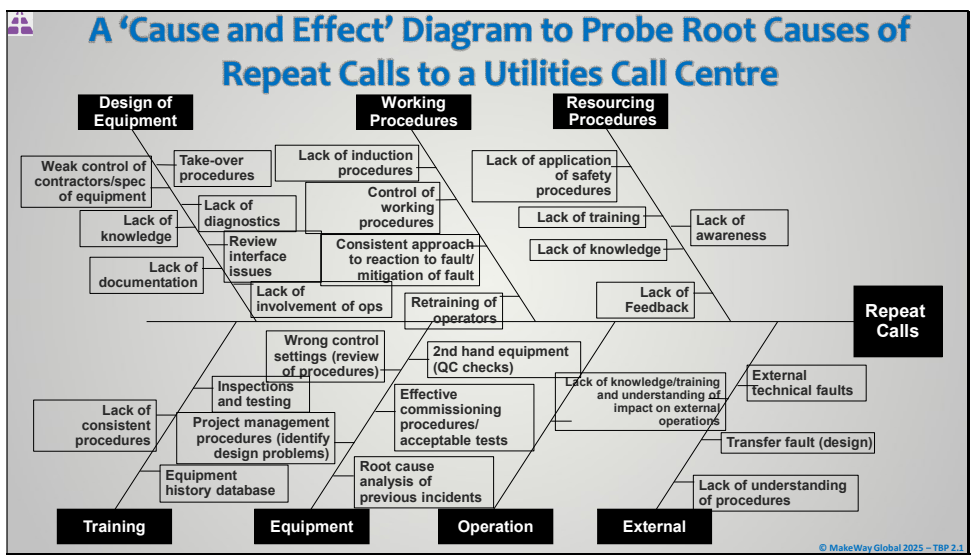 A ‘Cause and Effect’ Diagram to Probe Root Causes of
Repeat Calls to a Utilities Call Centre
Design of
Equipment
Working
Procedures
Resourcing
Procedures
Weak control of
contractors/spec
of equipment
Take-over
procedures
Lack of
diagnostics
Lack of
knowledge
Review
interface
issues
Lack of
documentation
Lack of
involvement of ops
Lack of induction
procedures
Control of
working
procedures
Consistent approach
to reaction to fault/
mitigation of fault
Retraining of
operators
Lack of application
of safety
procedures
Lack of training
Lack of
awareness
Lack of knowledge
Lack of
Feedback
Repeat
Calls
Wrong control
settings (review
of procedures)
Inspections
and testing
Lack of
consistent
procedures
Project management
procedures (identify
design problems)
Equipment
history database
2nd hand equipment
(QC checks)
Effective
commissioning
procedures/
acceptable tests
Root cause
analysis of
previous incidents
Lack of knowledge/training
and understanding of
impact on external
operations
External
technical faults
Transfer fault (design)
Lack of understanding
of procedures
Training
Equipment
Operation
External
© MakeWay Global 2025 – TBP 2.1